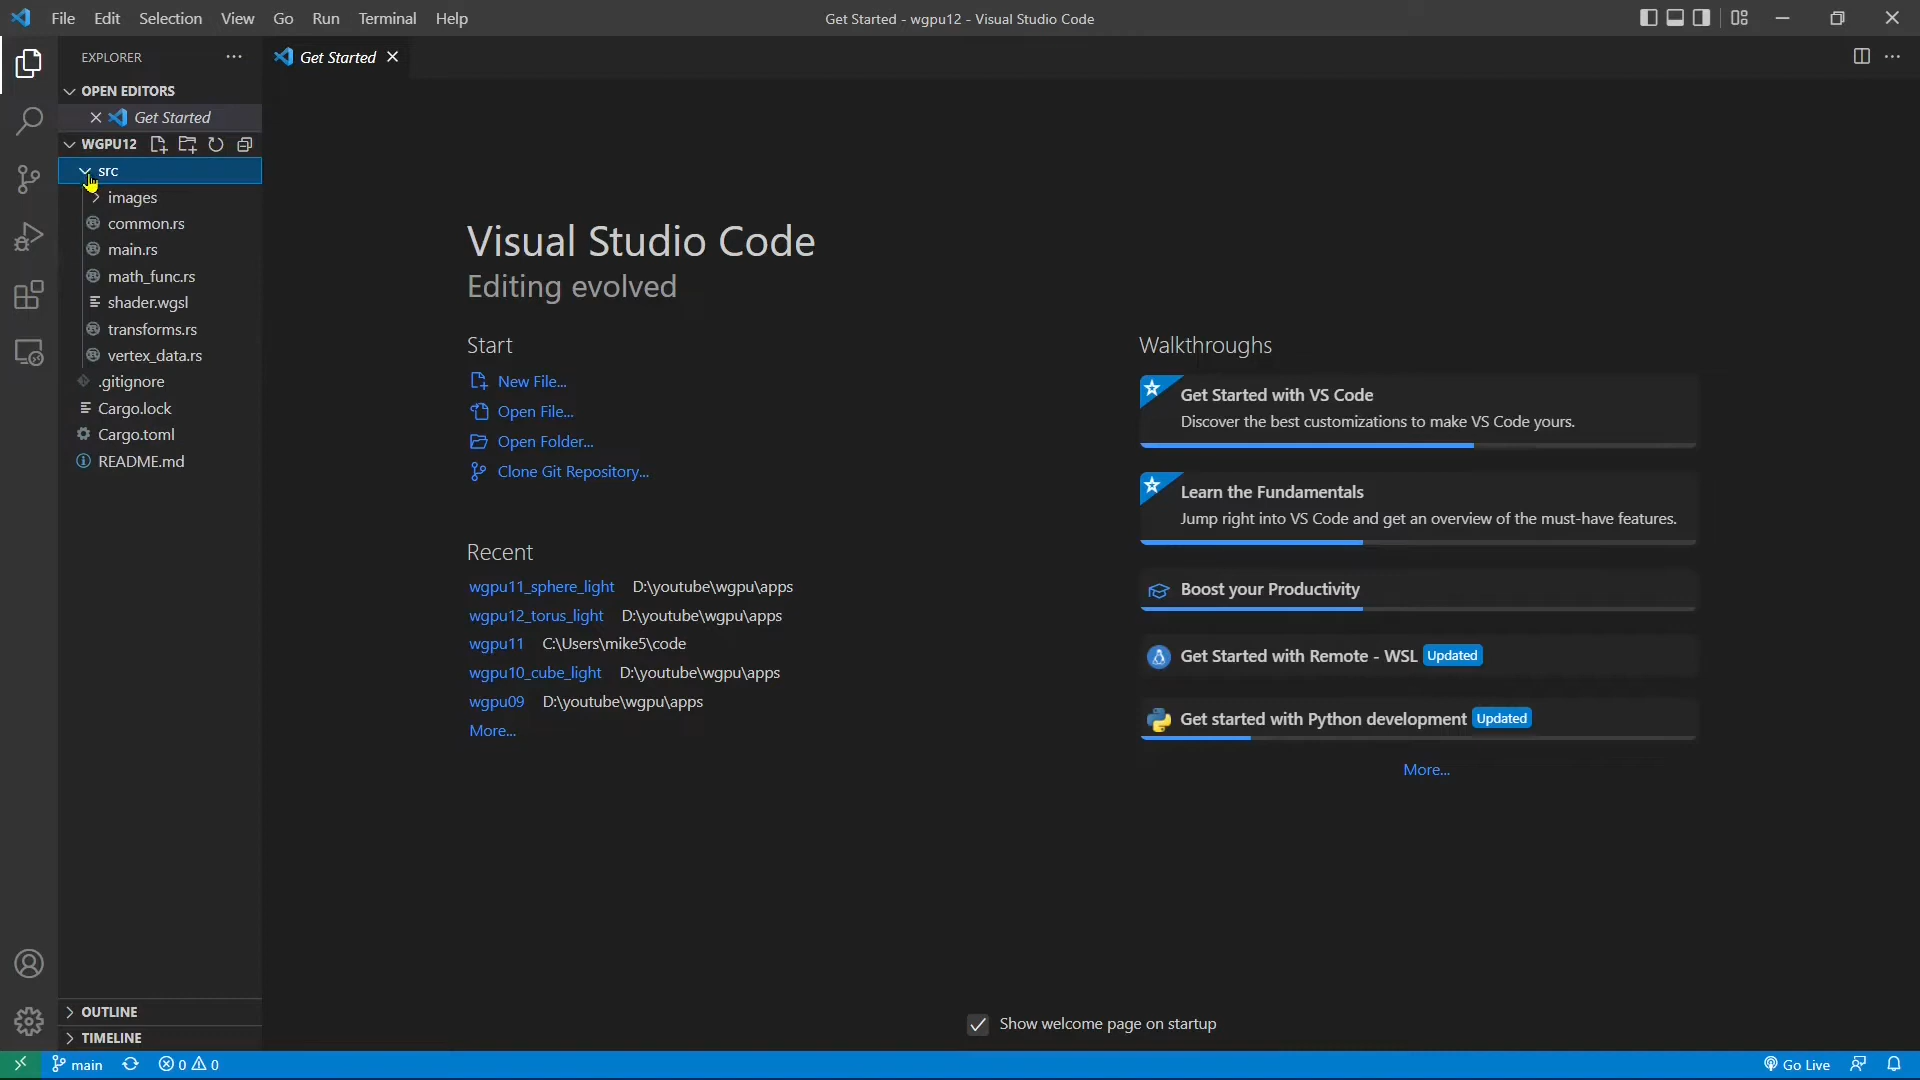 File Edit Selection View Go Run Terminal Help
Get Started - wgpu12 - Visual Studio Code
EXPLORER
OPEN EDITORS
Get Started
WGPU12
src
images
common.rs
main.rs
math_func.rs
shader.wgsl
transforms.rs
vertex_data.rs
.gitignore
Cargo.lock
Cargo.toml
README.md
OUTLINE
TIMELINE
Get Started
Visual Studio Code
Editing evolved
Start
New File...
Open File...
Open Folder...
Clone Git Repository...
Recent
wgpu11_sphere_light D:\youtube\wgpu\apps
wgpu12_torus_light D:\youtube\wgpu\apps
wgpu11 C:\Users\mike5\code
wgpu10_cube_light D:\youtube\wgpu\apps
wgpu09 D:\youtube\wgpu\apps
More...
Walkthroughs
Get Started with VS Code
Discover the best customizations to make VS Code yours.
Learn the Fundamentals
Jump right into VS Code and get an overview of the must-have features.
Boost your Productivity
Get Started with Remote - WSL Updated
Get started with Python development Updated
More...
Show welcome page on startup
main 0 0 Go Live